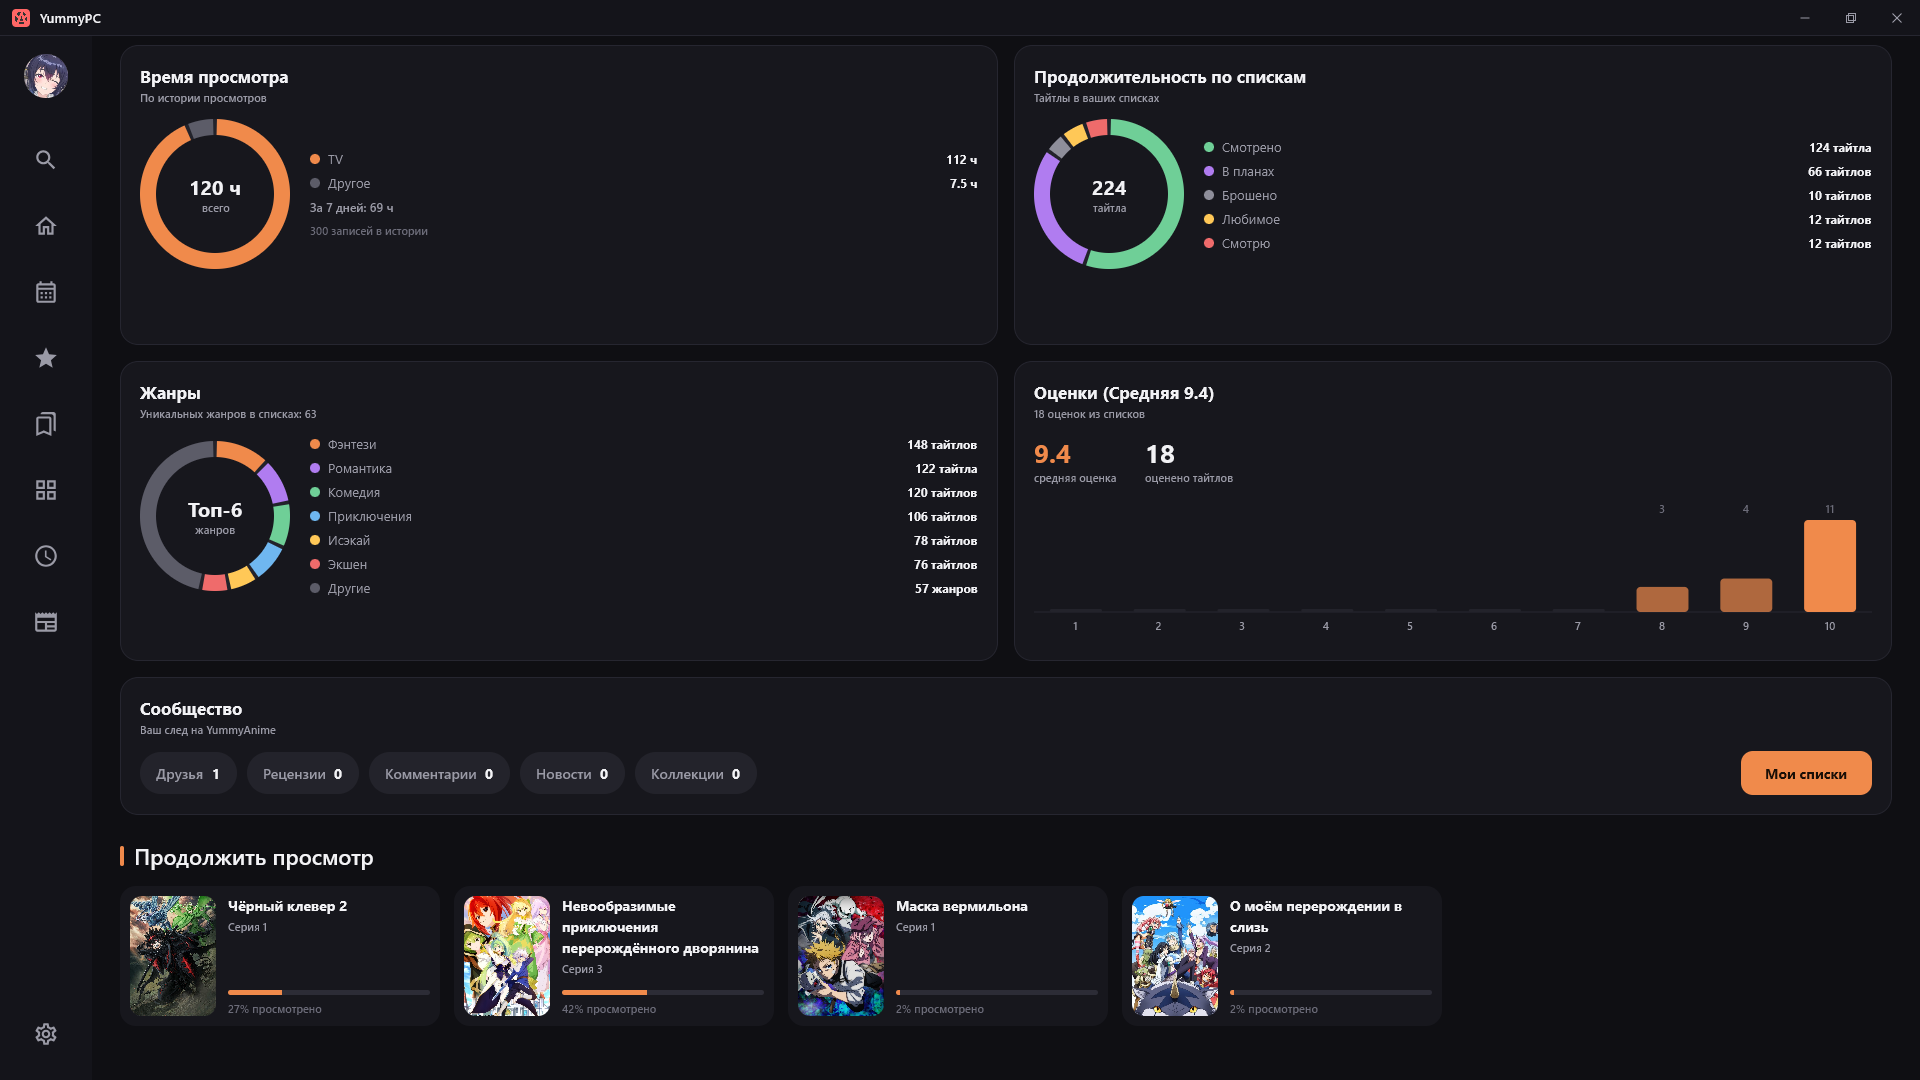 YummyPC
Время просмотра
По истории просмотров
120 ч
всего
TV 112 ч
Другое 7.5 ч
За 7 дней: 69 ч
300 записей в истории
Продолжительность по спискам
Тайтлы в ваших списках
224
тайтла
Смотрено 124 тайтла
В планах 66 тайтлов
Брошено 10 тайтлов
Любимое 12 тайтлов
Смотрю 12 тайтлов
Жанры
Уникальных жанров в списках: 63
Топ-6
жанров
Фэнтези 148 тайтлов
Романтика 122 тайтла
Комедия 120 тайтлов
Приключения 106 тайтлов
Исэкай 78 тайтлов
Экшен 76 тайтлов
Другие 57 жанров
Оценки (Средняя 9.4)
18 оценок из списков
9.4 18
средняя оценка оценено тайтлов
3 4 11
1 2 3 4 5 6 7 8 9 10
Сообщество
Ваш след на YummyAnime
Друзья 1 Рецензии 0 Комментарии 0 Новости 0 Коллекции 0
Мои списки
Продолжить просмотр
Чёрный клевер 2
Серия 1
27% просмотрено
Невообразимые
приключения
перерождённого дворянина
Серия 3
42% просмотрено
Маска вермильона
Серия 1
2% просмотрено
О моём перерождении в
слизь
Серия 2
2% просмотрено